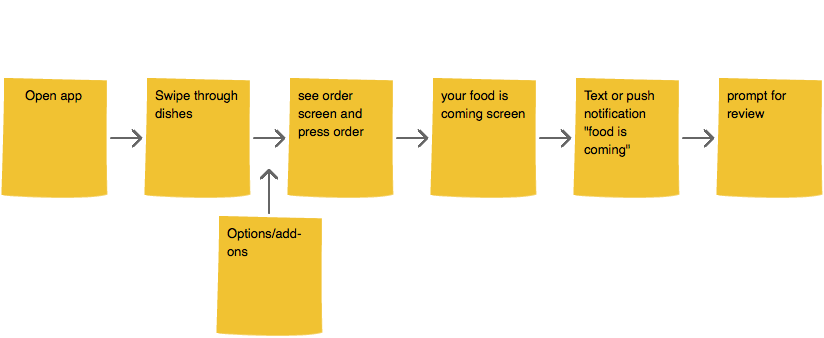 Open app
Swipe through
dishes
see order
screen and
press order
your food is
coming screen
Text or push
notification
"food is
coming"
prompt for
review
Options/add-
ons